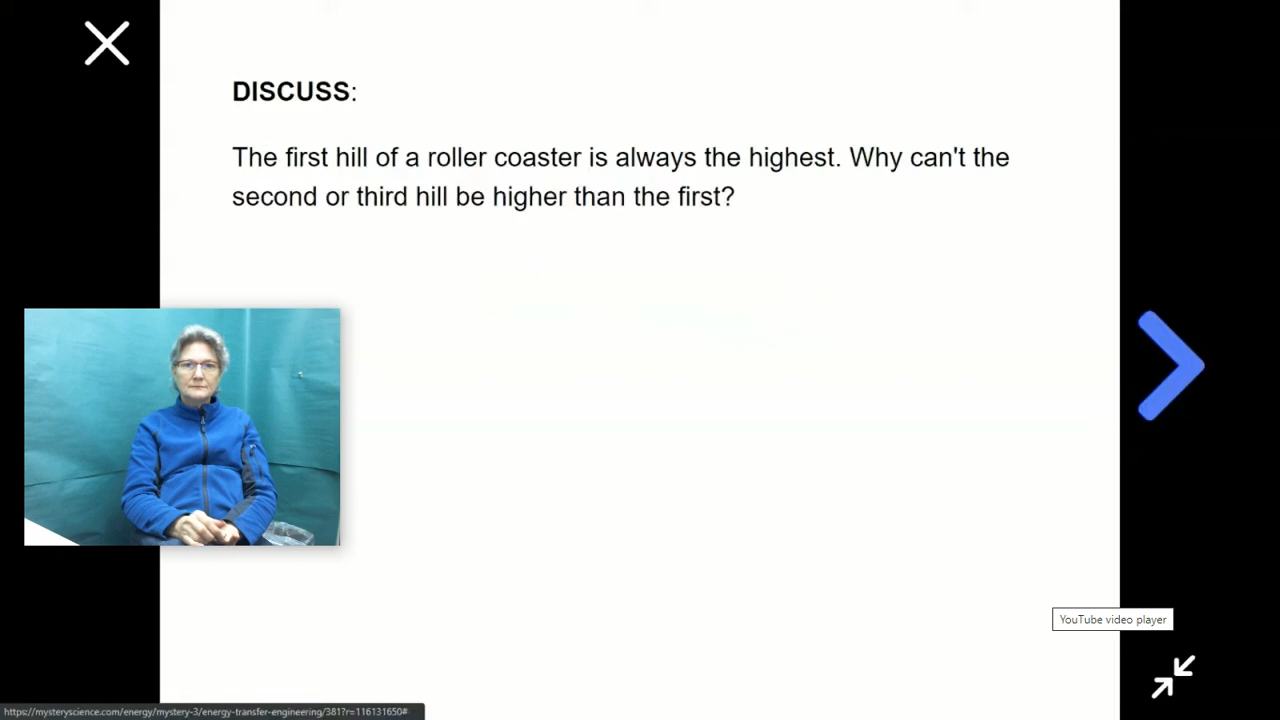 DISCUSS:
The first hill of a roller coaster is always the highest. Why can't the
second or third hill be higher than the first?
YouTube video player
https://mysteryscience.com/energy/mystery-3/energy-transfer-engineering/381?r=116131650#